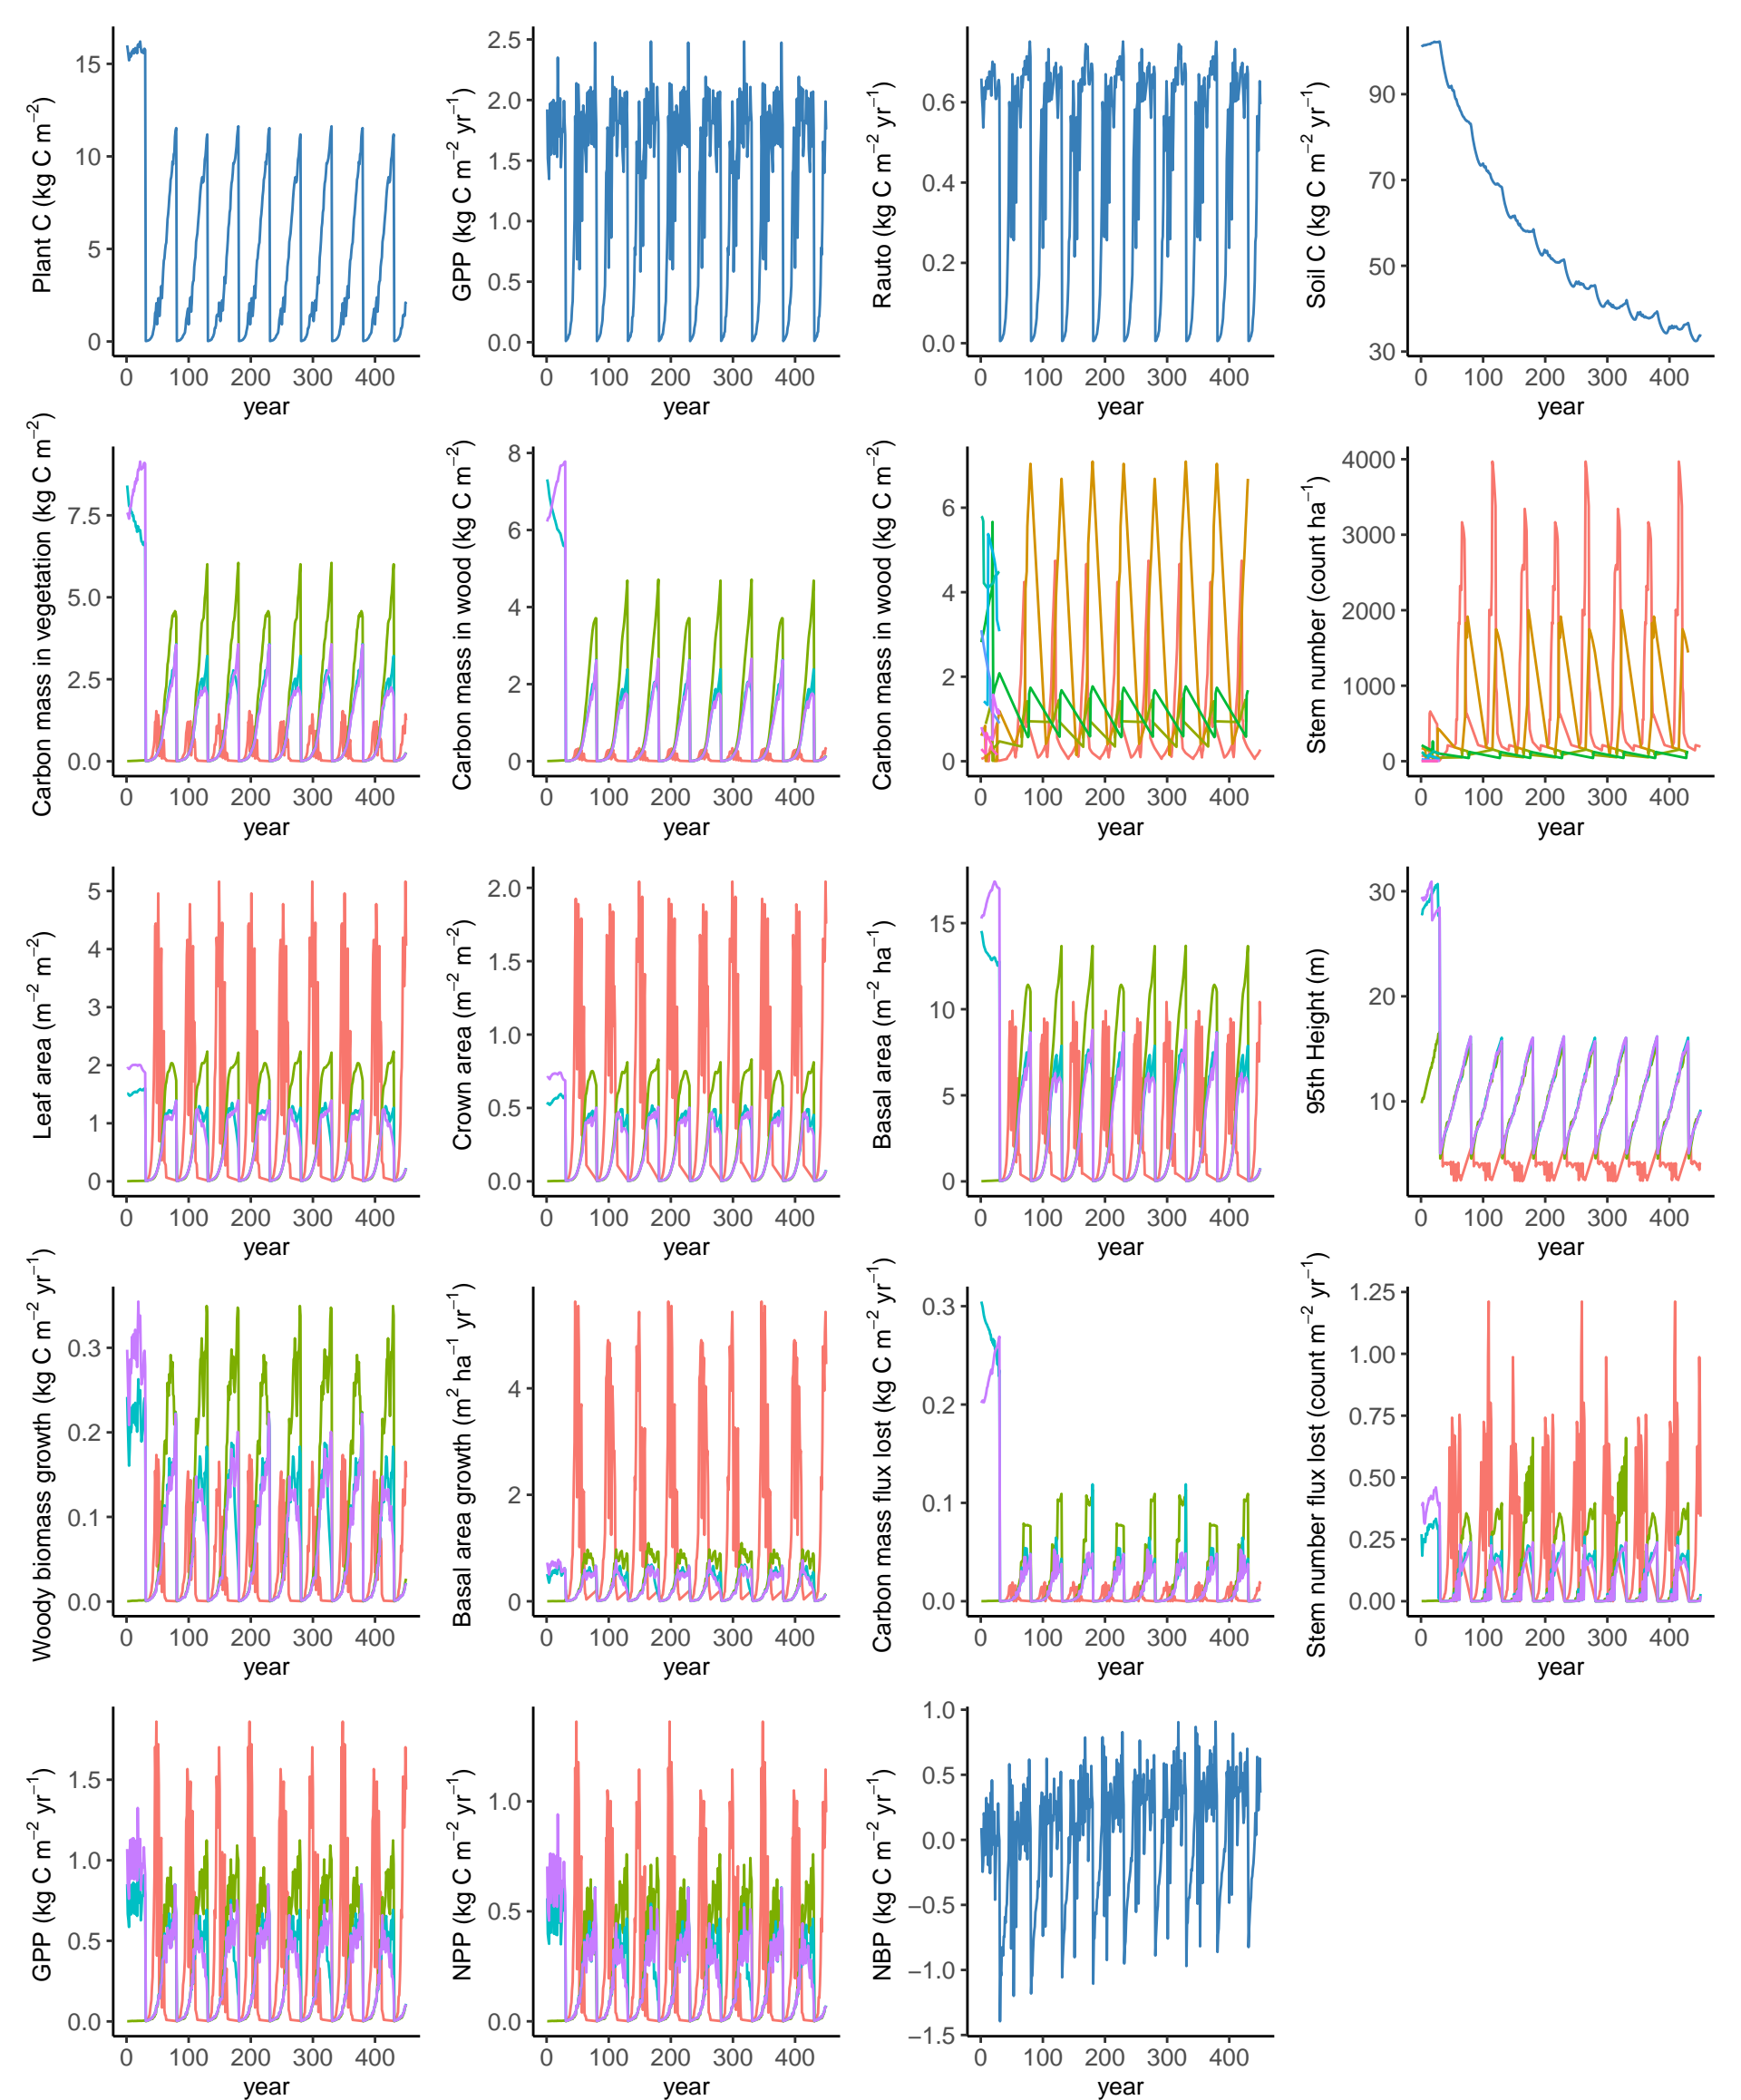 Plant C (kg C m−2)
15
10
5
0
0 100 200 300 400
year
GPP (kg C m−2 yr−1)
2.5
2.0
1.5
1.0
0.5
0.0
0 100 200 300 400
year
Rauto (kg C m−2 yr−1)
0.6
0.4
0.2
0.0
0 100 200 300 400
year
Soil C (kg C m−2 yr−1)
90
70
50
30
0 100 200 300 400
year
Carbon mass in vegetation (kg C m−2)
7.5
5.0
2.5
0.0
0 100 200 300 400
year
Carbon mass in wood (kg C m−2)
8
6
4
2
0
0 100 200 300 400
year
Carbon mass in wood (kg C m−2)
6
4
2
0
0 100 200 300 400
year
Stem number (count ha−1)
4000
3000
2000
1000
0
0 100 200 300 400
year
Leaf area (m−2 m−2)
5
4
3
2
1
0
0 100 200 300 400
year
Crown area (m−2 m−2)
2.0
1.5
1.0
0.5
0.0
0 100 200 300 400
year
Basal area (m−2 ha−1)
15
10
5
0
0 100 200 300 400
year
95th Height (m)
30
20
10
0 100 200 300 400
year
Woody biomass growth (kg C m−2 yr−1)
0.3
0.2
0.1
0.0
0 100 200 300 400
year
Basal area growth (m2 ha−1 yr−1)
4
2
0
0 100 200 300 400
year
Carbon mass flux lost (kg C m−2 yr−1)
0.3
0.2
0.1
0.0
0 100 200 300 400
year
Stem number flux lost (count m−2 yr−1)
1.25
1.00
0.75
0.50
0.25
0.00
0 100 200 300 400
year
GPP (kg C m−2 yr−1)
1.5
1.0
0.5
0.0
0 100 200 300 400
year
NPP (kg C m−2 yr−1)
1.0
0.5
0.0
0 100 200 300 400
year
NBP (kg C m−2 yr−1)
1.0
0.5
0.0
−0.5
−1.0
−1.5
0 100 200 300 400
year